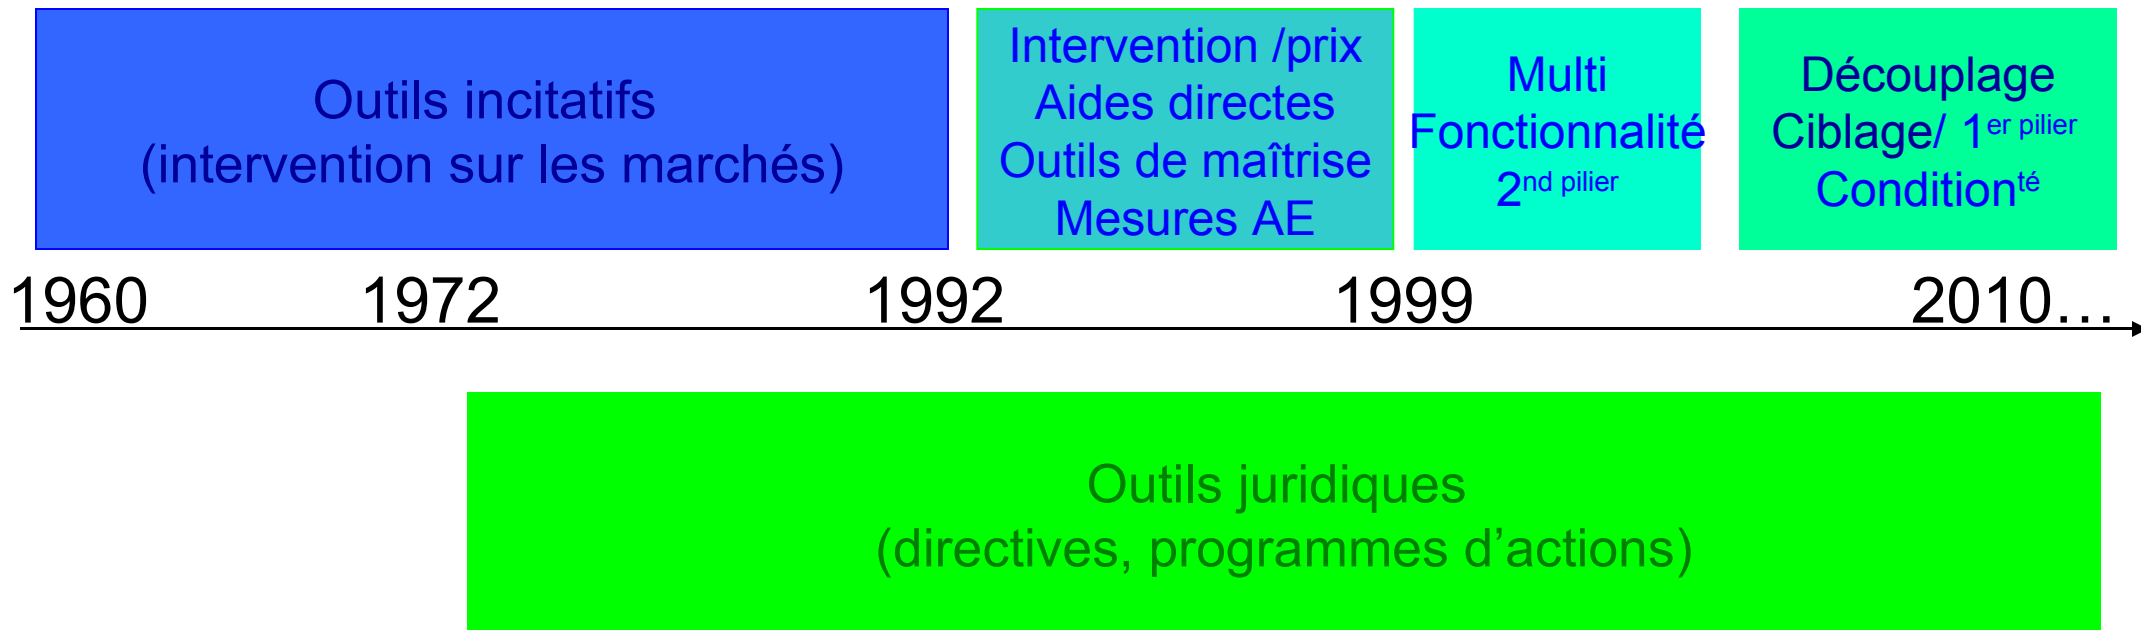 Outils incitatifs
(intervention sur les marchés)
Intervention /prix
Aides directes
Outils de maîtrise
Mesures AE
Multi
Fonctionnalité
2nd pilier
Découplage
Ciblage/ 1er pilier
Conditionté
1960 1972 1992 1999 2010…
Outils juridiques
(directives, programmes d’actions)